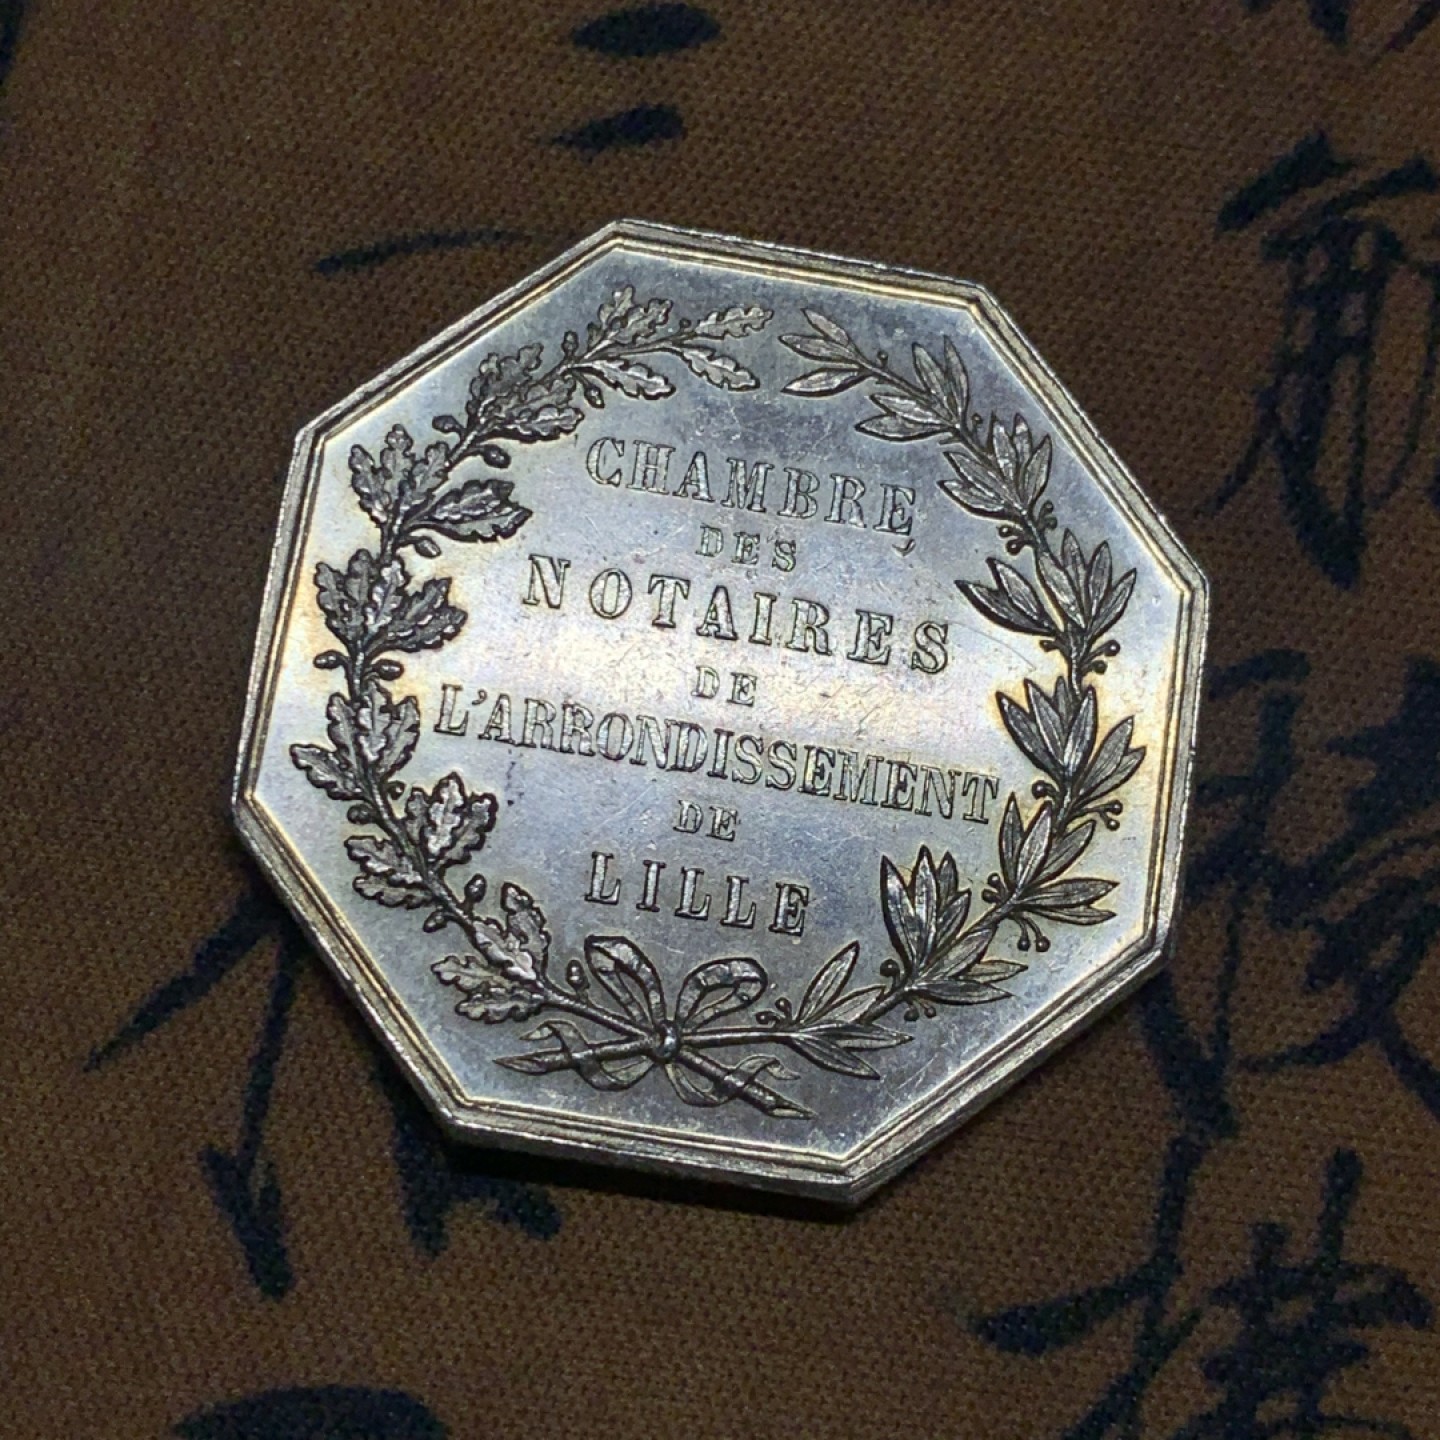 CHAMBRE
DES
NOTAIRES
DE
L'ARRONDISSEMENT
DE
LILLE